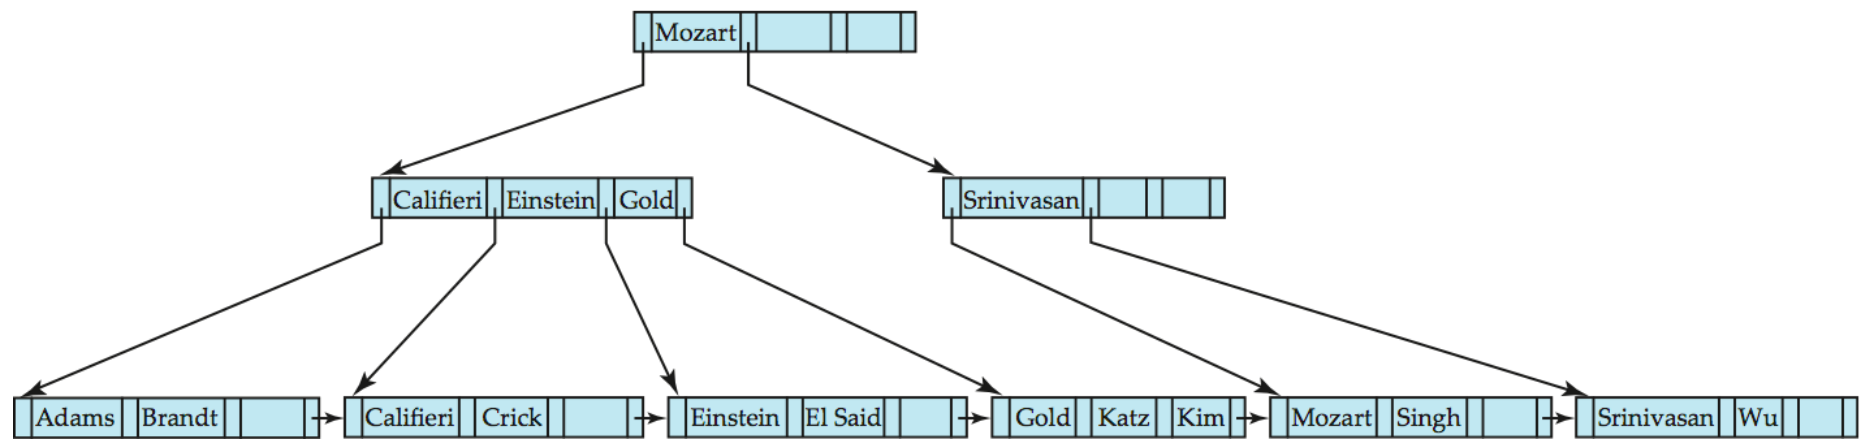 Mozart
Califieri Einstein Gold
Srinivasan
Adams Brandt
Califieri Crick
Einstein El Said
Gold Katz Kim
Mozart Singh
Srinivasan Wu